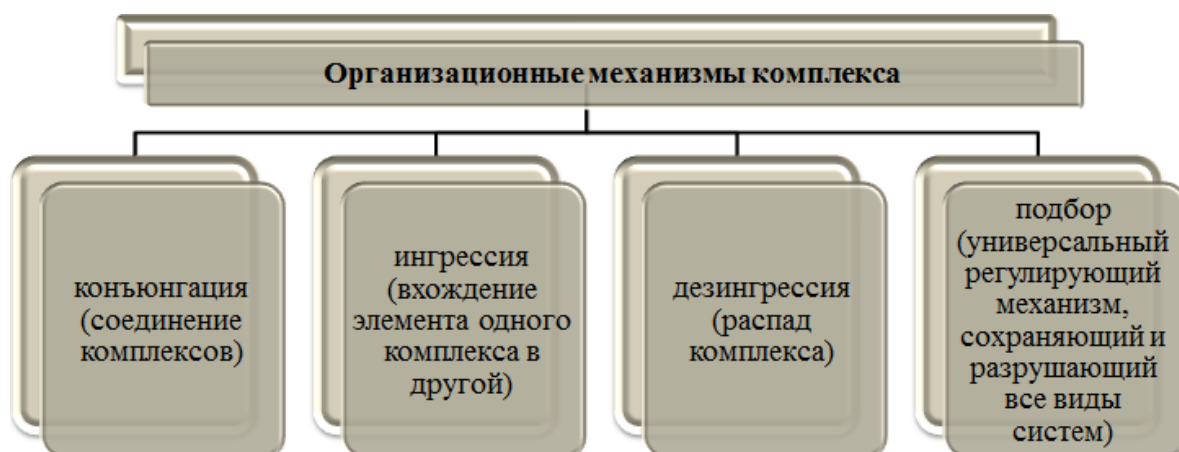 Организационные механизмы комплекса
конъюнгация
(соединение
комплексов)
ингрессия
(вхождение
элемента одного
комплекса в
другой)
дезингрессия
(распад
комплекса)
подбор
(универсальный
регулирующий
механизм,
сохраняющий и
разрушающий
все виды
систем)